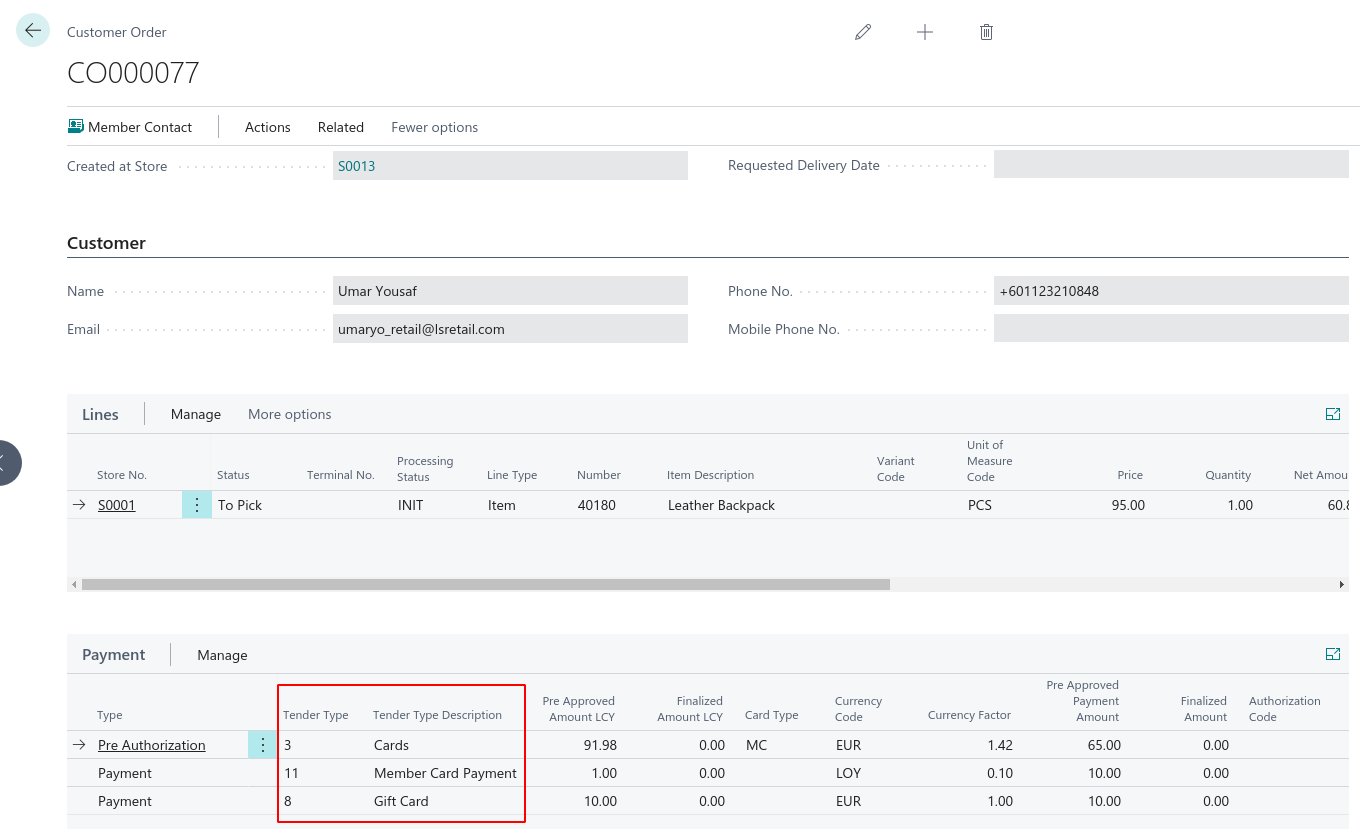 Customer Order
CO000077
Member Contact Actions Related Fewer options
Created at Store S0013 Requested Delivery Date
Customer
Name Umar Yousaf Phone No. +601123210848
Email umaryo_retail@lsretail.com Mobile Phone No.
Lines Manage More options
Store No. Status Terminal No. Processing Status Line Type Number Item Description Variant Code Unit of Measure Code Price Quantity Net Amou
S0001 To Pick INIT Item 40180 Leather Backpack PCS 95.00 1.00 60.8
Payment Manage
Type Tender Type Tender Type Description Pre Approved Amount LCY Finalized Amount LCY Card Type Currency Code Currency Factor Pre Approved Payment Amount Finalized Amount Authorization Code
Pre Authorization 3 Cards 91.98 0.00 MC EUR 1.42 65.00 0.00
Payment 11 Member Card Payment 1.00 0.00 LOY 0.10 10.00 0.00
Payment 8 Gift Card 10.00 0.00 EUR 1.00 10.00 0.00